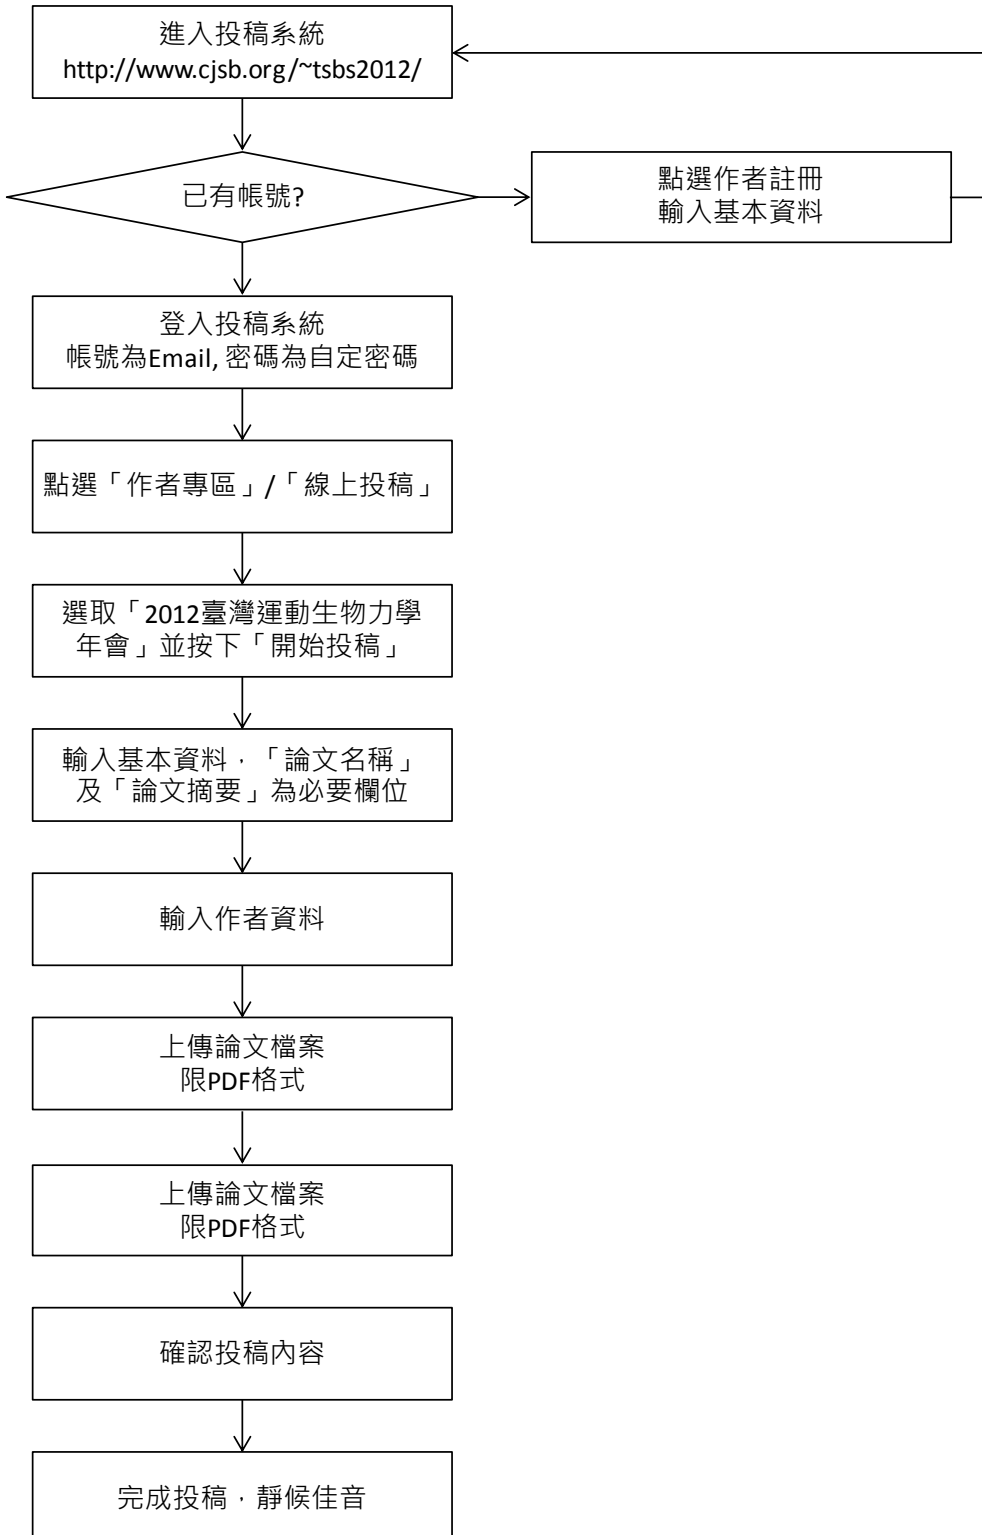 進入投稿系統
http://www.cjsb.org/~tsbs2012/
已有帳號?
點選作者註冊
輸入基本資料
登入投稿系統
帳號為Email, 密碼為自定密碼
點選「作者專區」/「線上投稿」
選取「2012臺灣運動生物力學
年會」並按下「開始投稿」
輸入基本資料，「論文名稱」
及「論文摘要」為必要欄位
輸入作者資料
上傳論文檔案
限PDF格式
上傳論文檔案
限PDF格式
確認投稿內容
完成投稿，靜候佳音